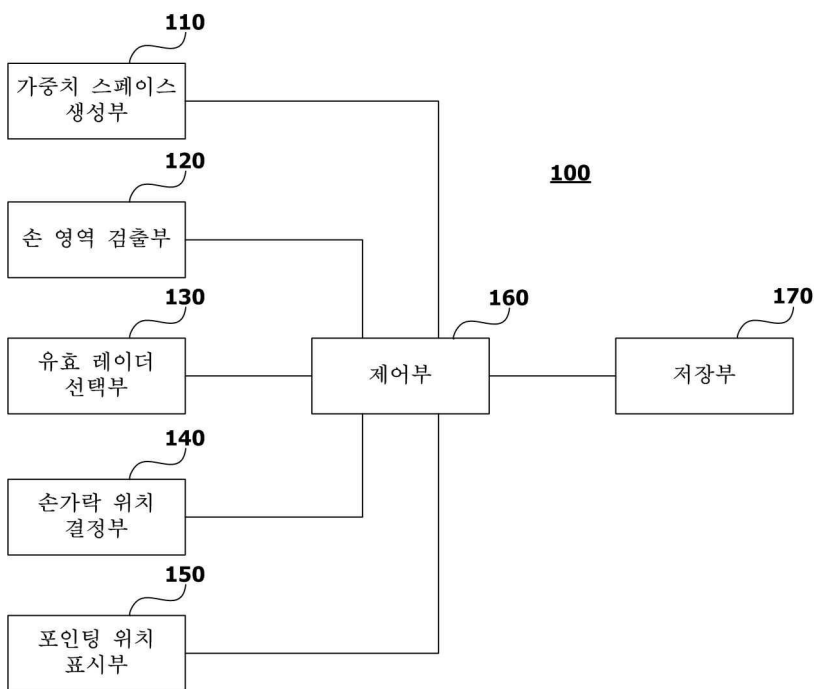 110
가중치 스페이스
생성부
120
100
손 영역 검출부
130
160
170
유효 레이더
선택부
제어부
저장부
140
손가락 위치
결정부
150
포인팅 위치
표시부